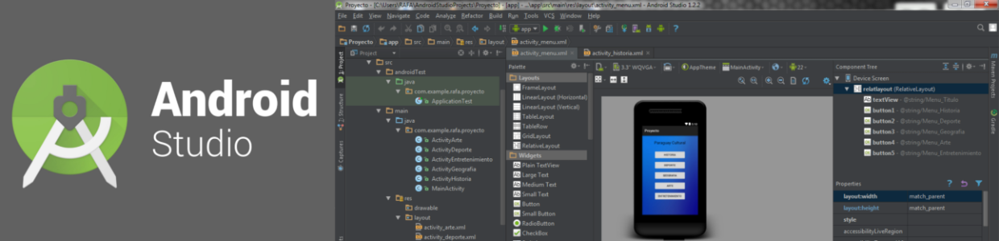 Android
Studio
Proyecto - [C:\Users\RAFA\AndroidStudioProjects\Proyecto] - [app] - ...\app\src\main\res\layout\activity_menu.xml - Android Studio 1.2.2
File Edit View Navigate Code Analyze Refactor Build Run Tools VCS Window Help
app
Proyecto app src main res layout activity_menu.xml
Project
activity_menu.xml activity_historia.xml
Project
Structure
Captures
src
androidTest
java
com.example.rafa.proyecto
ApplicationTest
main
java
com.example.rafa.proyecto
ActivityArte
ActivityDeporte
ActivityEntretenimiento
ActivityGeografia
ActivityHistoria
MainActivity
res
drawable
layout
activity_arte.xml
activity_deporte.xml
Palette
Layouts
FrameLayout
LinearLayout (Horizontal)
LinearLayout (Vertical)
TableLayout
TableRow
GridLayout
RelativeLayout
Widgets
Plain TextView
Large Text
Medium Text
Small Text
Button
Small Button
RadioButton
CheckBox
3.3" WQVGA AppTheme MainActivity 22
Proyecto
Paraguay Cultural
HISTORIA
DEPORTE
GEOGRAFIA
ARTE
ENTRETENIMIENTO
Component Tree
Device Screen
relatlayout (RelativeLayout)
textView - @string/Menu_Titulo
button1 - @string/Menu_Historia
button2 - @string/Menu_Deporte
button3 - @string/Menu_Geografia
button4 - @string/Menu_Arte
button5 - @string/Menu_Entretenimiento
Properties
layout:width match_parent
layout:height match_parent
style
accessibilityLiveRegion
Maven Projects
Gradle